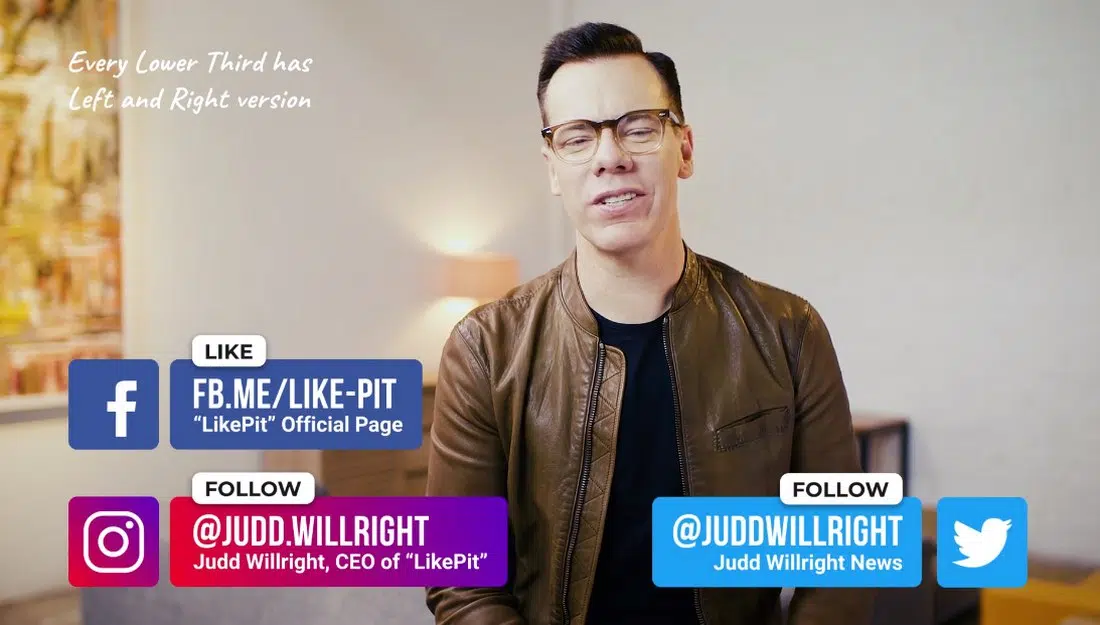 Every Lower Third has
Left and Right version
LIKE
FB.ME/LIKE-PIT
“LikePit” Official Page
FOLLOW
@JUDD.WILLRIGHT
Judd Willright, CEO of “LikePit”
FOLLOW
@JUDDWILLRIGHT
Judd Willright News